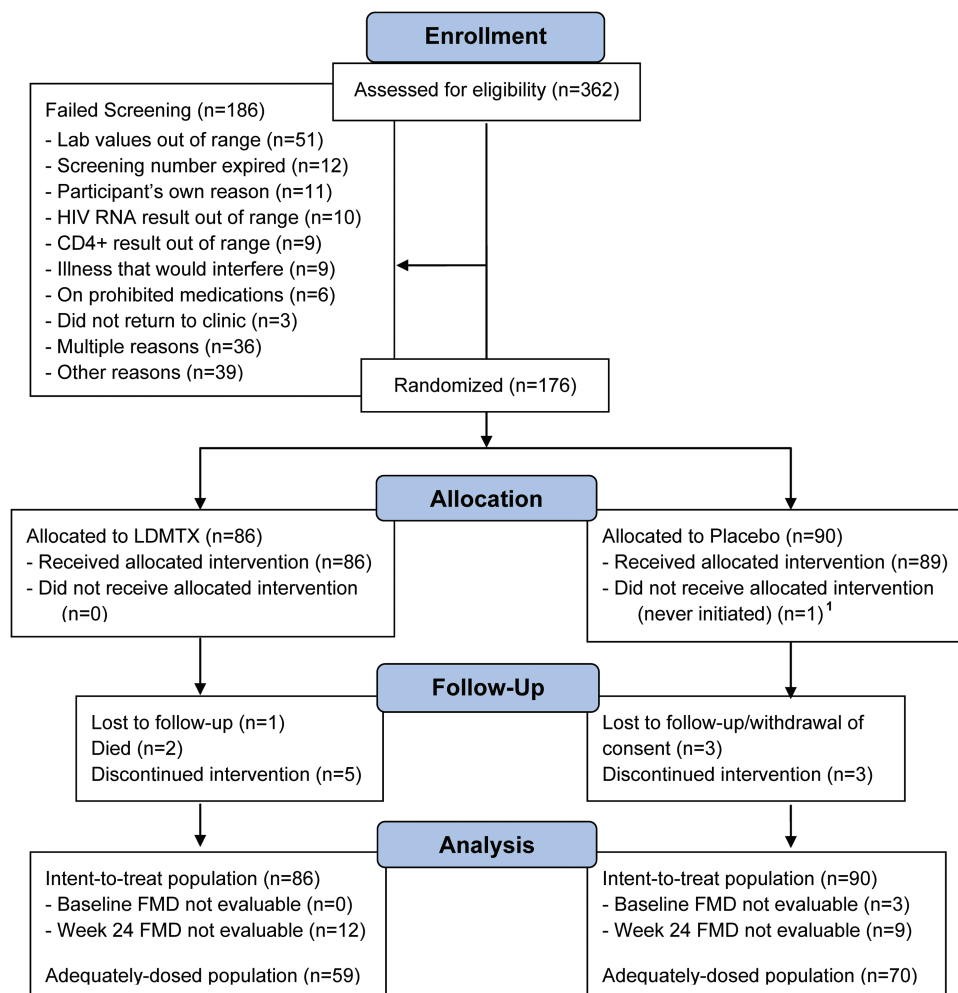 Enrollment
Assessed for eligibility (n=362)
Failed Screening (n=186)
- Lab values out of range (n=51)
- Screening number expired (n=12)
- Participant's own reason (n=11)
- HIV RNA result out of range (n=10)
- CD4+ result out of range (n=9)
- Illness that would interfere (n=9)
- On prohibited medications (n=6)
- Did not return to clinic (n=3)
- Multiple reasons (n=36)
- Other reasons (n=39)
Randomized (n=176)
Allocation
Allocated to LDMTX (n=86)
- Received allocated intervention (n=86)
- Did not receive allocated intervention
(n=0)
Allocated to Placebo (n=90)
- Received allocated intervention (n=89)
- Did not receive allocated intervention
(never initiated) (n=1)¹
Follow-Up
Lost to follow-up (n=1)
Died (n=2)
Discontinued intervention (n=5)
Lost to follow-up/withdrawal of
consent (n=3)
Discontinued intervention (n=3)
Analysis
Intent-to-treat population (n=86)
- Baseline FMD not evaluable (n=0)
- Week 24 FMD not evaluable (n=12)
Adequately-dosed population (n=59)
Intent-to-treat population (n=90)
- Baseline FMD not evaluable (n=3)
- Week 24 FMD not evaluable (n=9)
Adequately-dosed population (n=70)